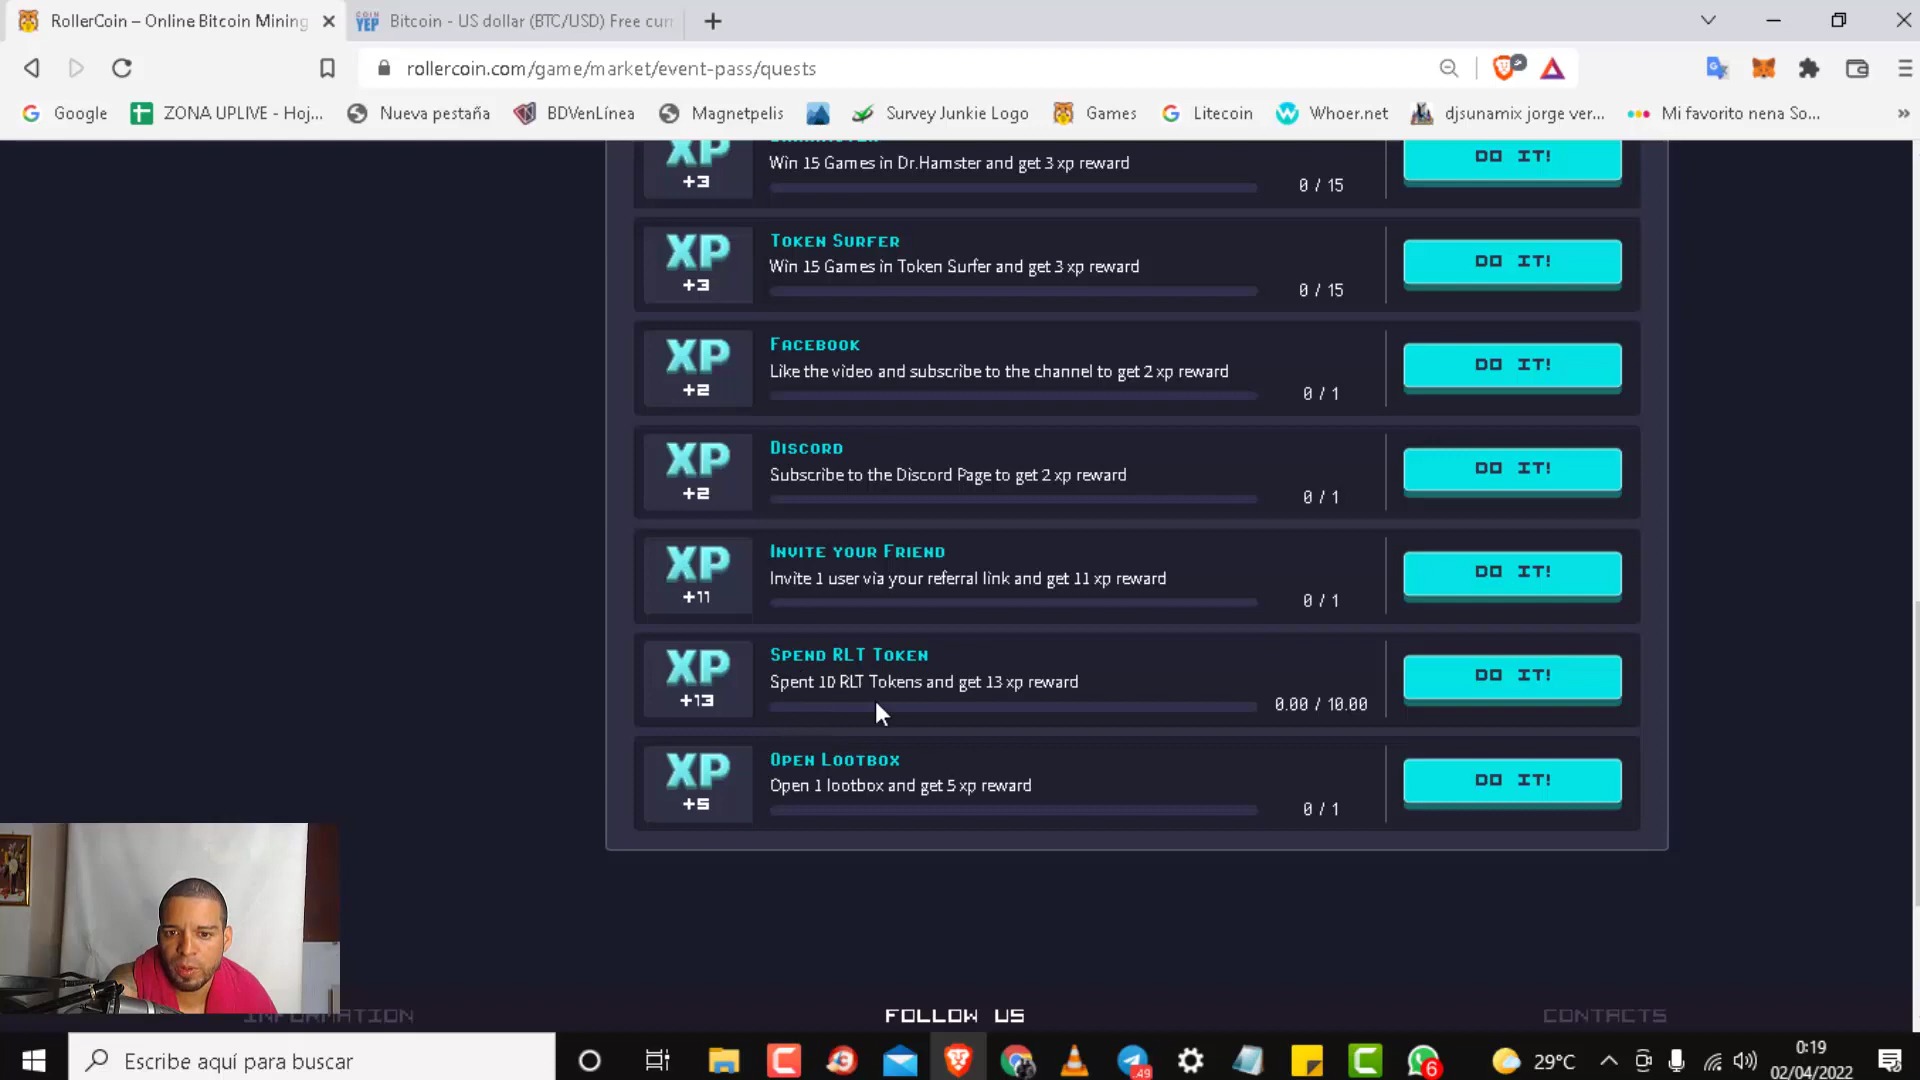 RollerCoin – Online Bitcoin Mining
COIN YEP Bitcoin - US dollar (BTC/USD) Free cur
rollercoin.com/game/market/event-pass/quests
Google
ZONA UPLIVE - Hoj...
Nueva pestaña
BDVenLínea
Magnetpelis
Survey Junkie Logo
Games
Litecoin
Whoer.net
djsunamix jorge ver...
Mi favorito nena So...
XP
+3
Win 15 Games in Dr.Hamster and get 3 xp reward
0 / 15
DO IT!
XP
+3
Token Surfer
Win 15 Games in Token Surfer and get 3 xp reward
0 / 15
DO IT!
XP
+2
Facebook
Like the video and subscribe to the channel to get 2 xp reward
0 / 1
DO IT!
XP
+2
Discord
Subscribe to the Discord Page to get 2 xp reward
0 / 1
DO IT!
XP
+11
Invite your Friend
Invite 1 user via your referral link and get 11 xp reward
0 / 1
DO IT!
XP
+13
Spend RLT Token
Spent 10 RLT Tokens and get 13 xp reward
0.00 / 10.00
DO IT!
XP
+5
Open Lootbox
Open 1 lootbox and get 5 xp reward
0 / 1
DO IT!
INFORMATION
FOLLOW US
CONTACTS
Escribe aquí para buscar
.49
6
29°C
0:19
02/04/2022